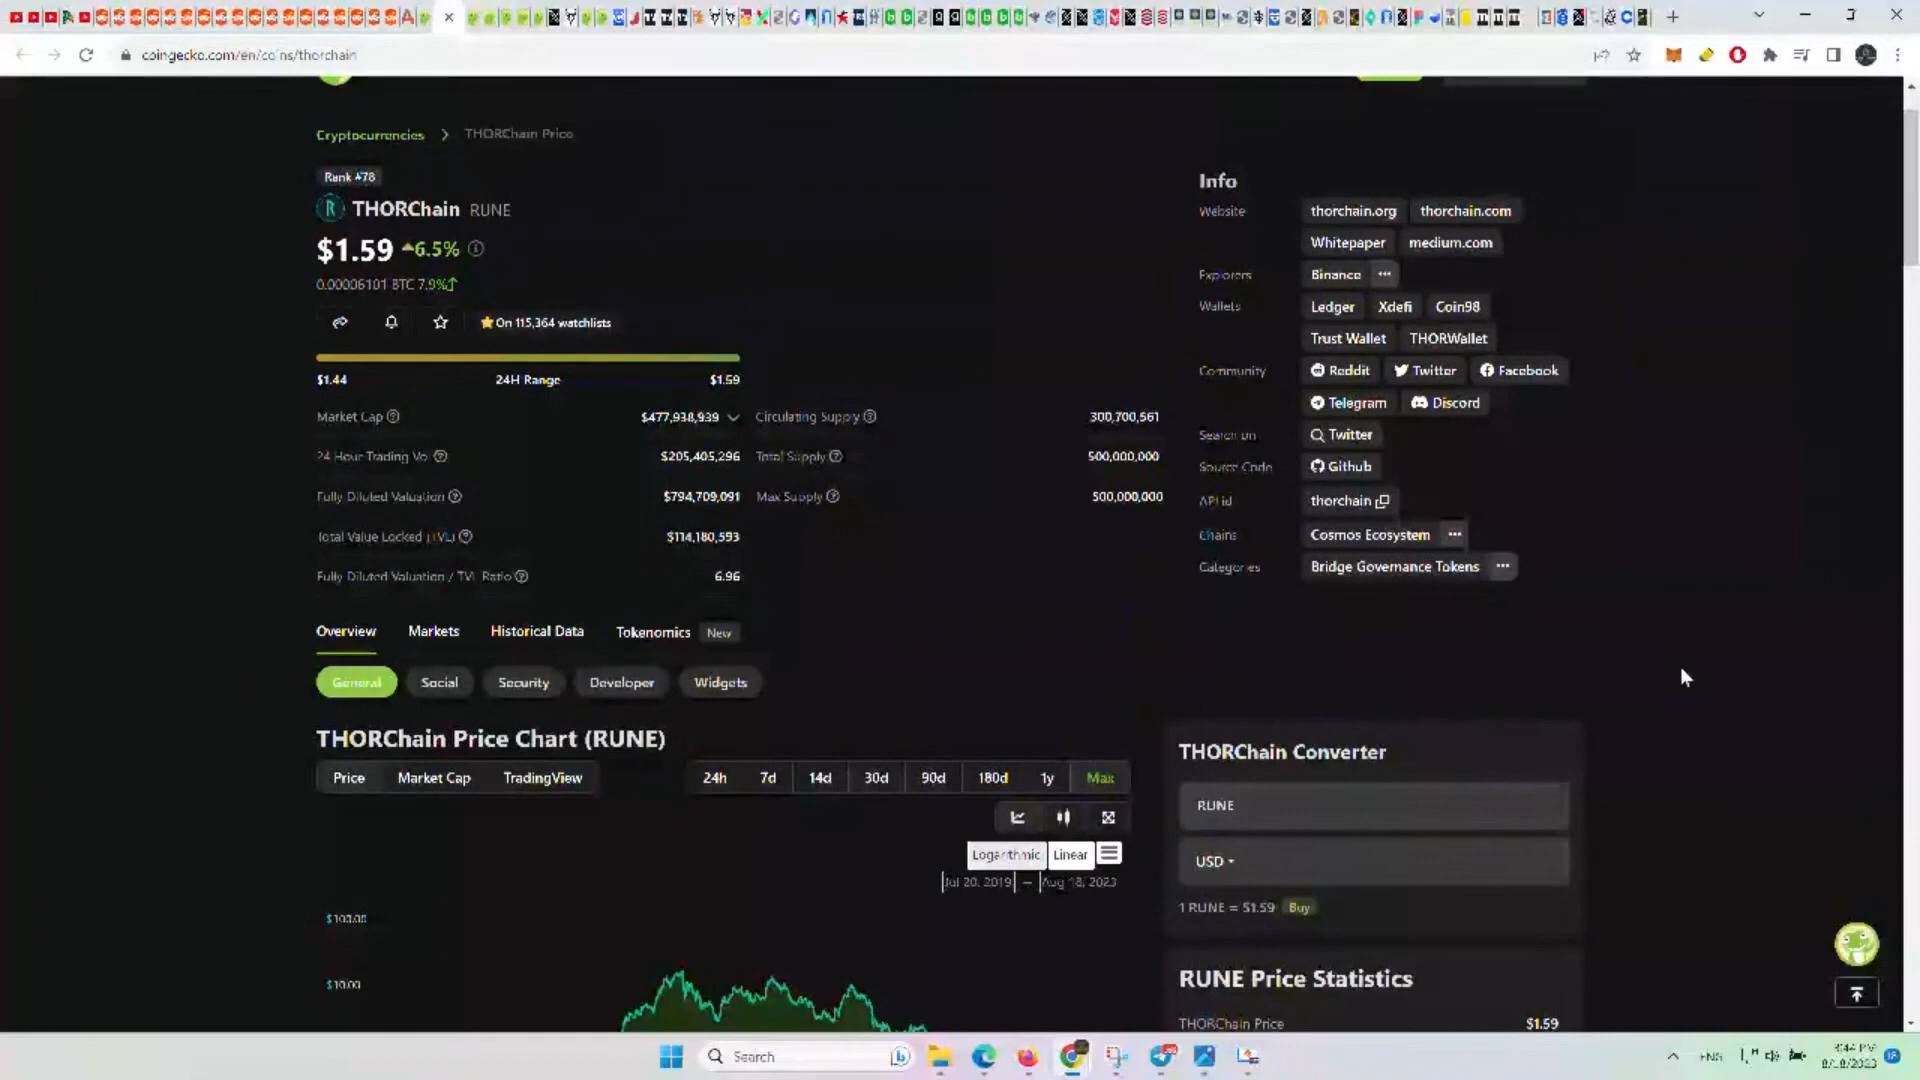 coingecko.com/en/coins/thorchain
Cryptocurrencies > THORChain Price
Rank #78
THORChain RUNE
$1.59 6.5%
0.00006101 BTC 7.9%
On 115,364 watchlists
$1.44 24H Range $1.59
Market Cap $477,938,939
Circulating Supply 300,700,561
24 Hour Trading Vol $205,405,296
Total Supply 500,000,000
Fully Diluted Valuation $794,709,091
Max Supply 500,000,000
Total Value Locked (TVL) $114,180,593
Fully Diluted Valuation / TVL Ratio 6.96
Info
Website thorchain.org thorchain.com
Whitepaper medium.com
Explorers Binance
Wallets Ledger Xdefi Coin98
Trust Wallet THORWallet
Community Reddit Twitter Facebook
Telegram Discord
Search on Twitter
Source Code Github
API id thorchain
Chains Cosmos Ecosystem
Categories Bridge Governance Tokens
Overview Markets Historical Data Tokenomics New
General Social Security Developer Widgets
THORChain Price Chart (RUNE)
Price Market Cap TradingView
24h 7d 14d 30d 90d 180d 1y Max
Logarithmic Linear
Jul 20, 2019 – Aug 18, 2023
$100.00
$10.00
THORChain Converter
RUNE
USD
1 RUNE = $1.59 Buy
RUNE Price Statistics
THORChain Price $1.59
Search
ENG
8/18/2023